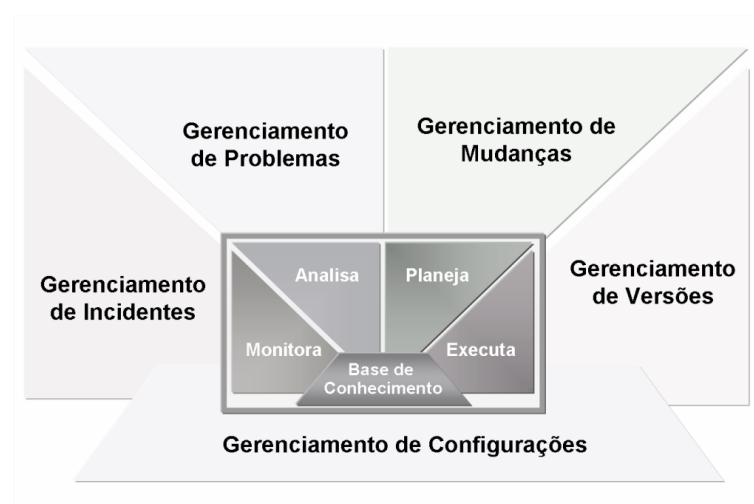 Gerenciamento
de Problemas
Gerenciamento de
Mudanças
Gerenciamento
de Incidentes
Gerenciamento
de Versões
Analisa
Planeja
Monitora
Executa
Base de
Conhecimento
Gerenciamento de Configurações